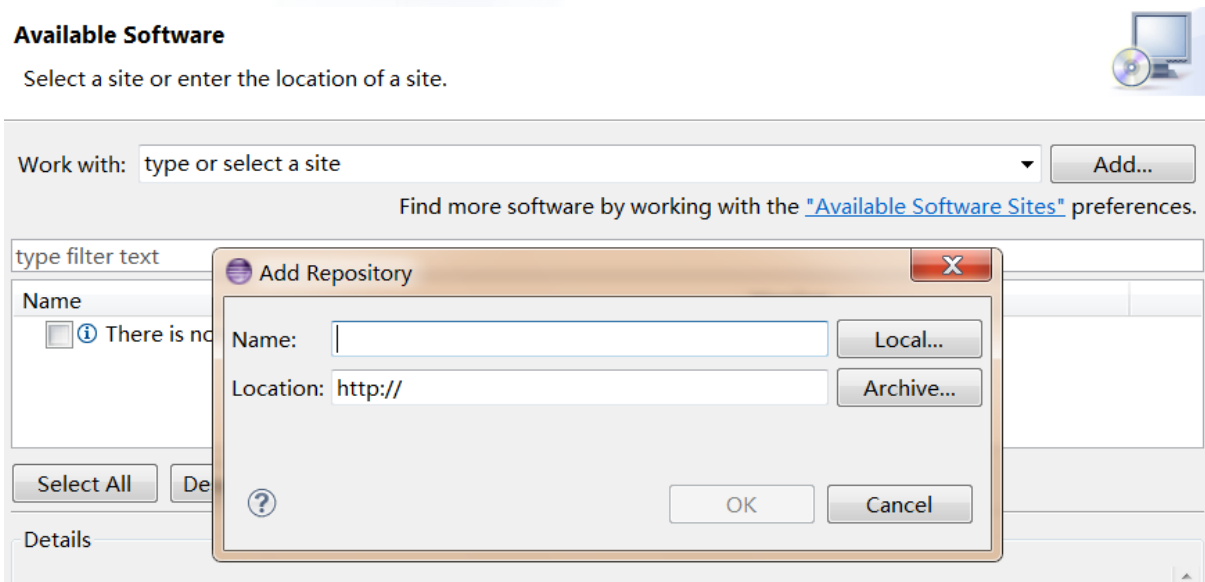 Available Software
Select a site or enter the location of a site.
Work with: type or select a site Add...
Find more software by working with the "Available Software Sites" preferences.
type filter text
Name
There is no
Add Repository
Name: Local...
Location: http:// Archive...
Select All De
OK Cancel
Details